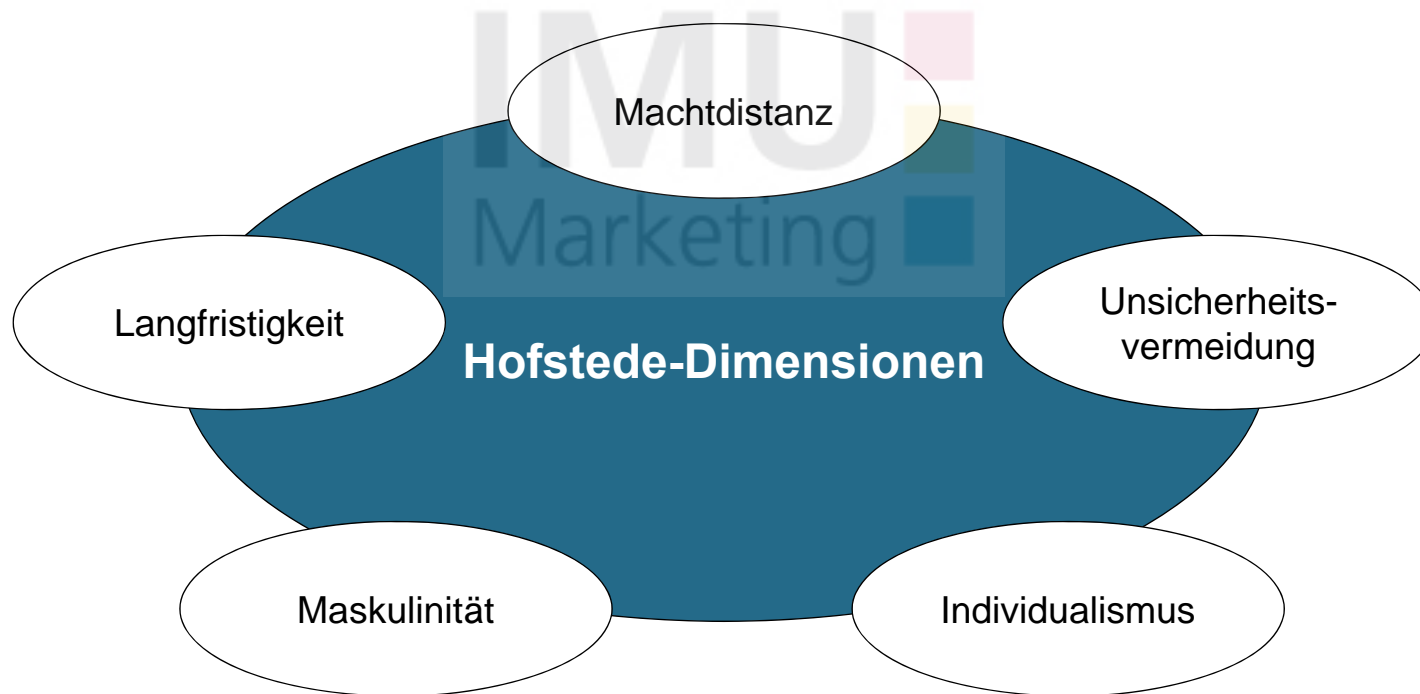 IMU
Marketing
Machtdistanz
Langfristigkeit
Unsicherheits-
vermeidung
Hofstede-Dimensionen
Maskulinität
Individualismus